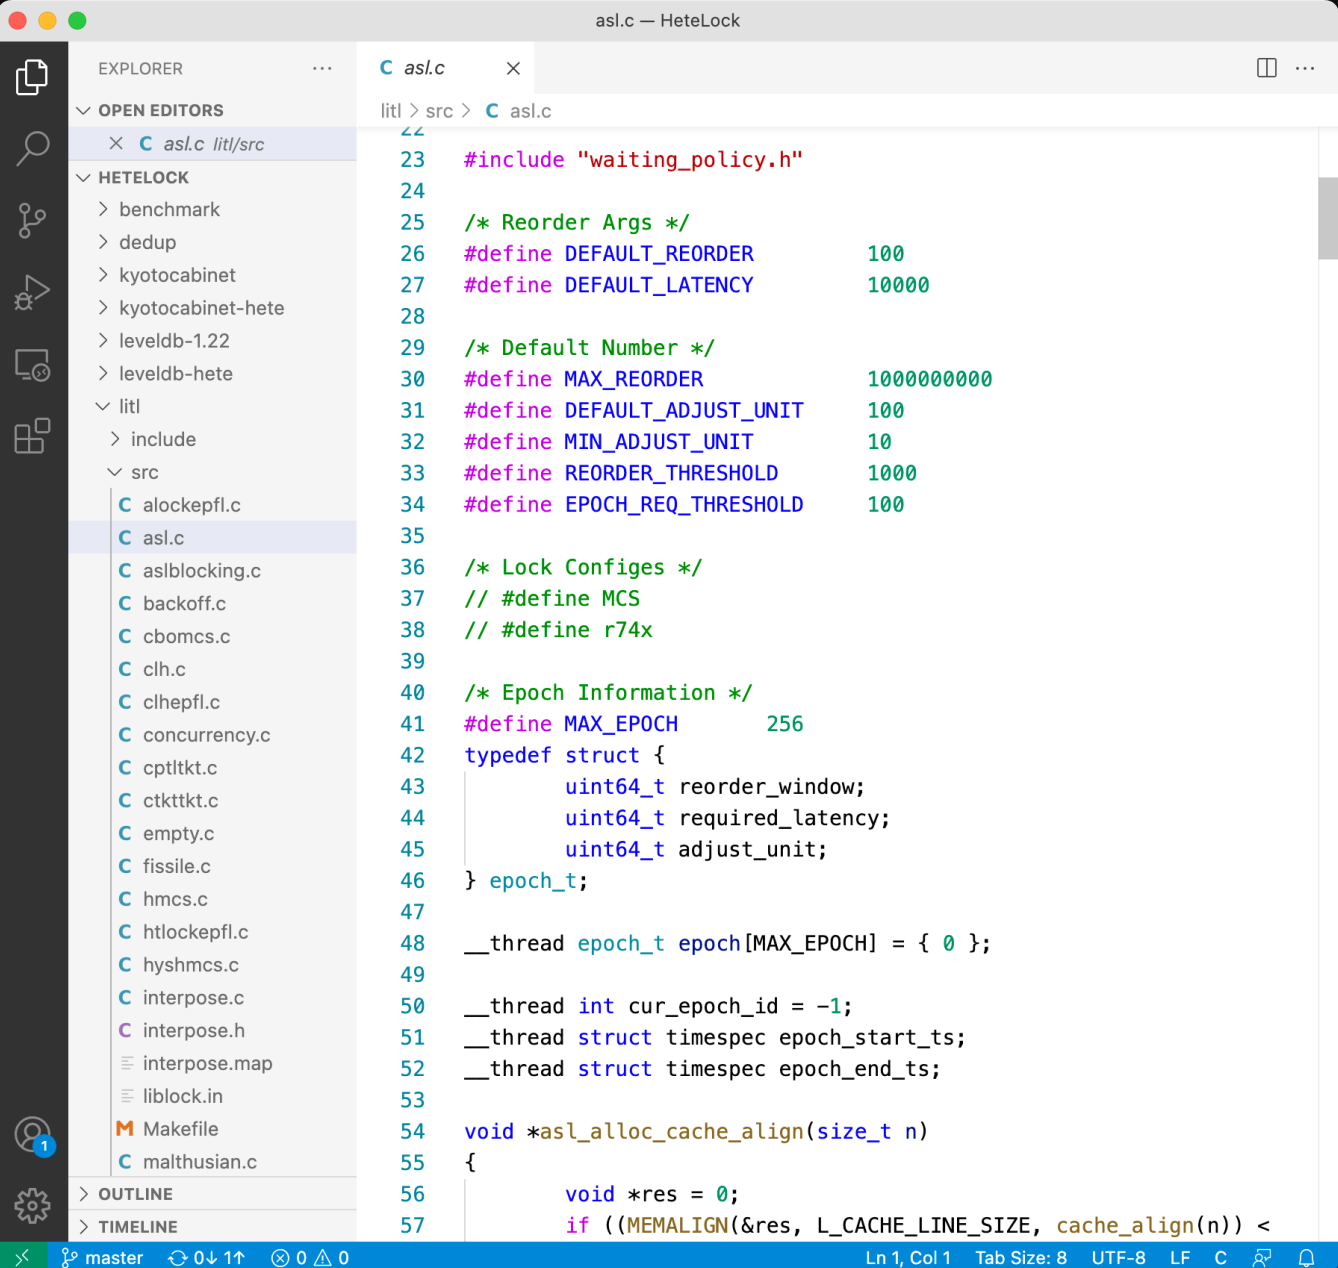 asl.c — HeteLock
EXPLORER
OPEN EDITORS
C asl.c litl/src
HETELOCK
benchmark
dedup
kyotocabinet
kyotocabinet-hete
leveldb-1.22
leveldb-hete
litl
include
src
C alockepfl.c
C asl.c
C aslblocking.c
C backoff.c
C cbomcs.c
C clh.c
C clhepfl.c
C concurrency.c
C cptltkt.c
C ctkttkt.c
C empty.c
C fissile.c
C hmcs.c
C htlockepfl.c
C hyshmcs.c
C interpose.c
C interpose.h
interpose.map
liblock.in
M Makefile
C malthusian.c
OUTLINE
TIMELINE
1
C asl.c
litl > src > C asl.c
22
23 #include "waiting_policy.h"
24
25 /* Reorder Args */
26 #define DEFAULT_REORDER 100
27 #define DEFAULT_LATENCY 10000
28
29 /* Default Number */
30 #define MAX_REORDER 1000000000
31 #define DEFAULT_ADJUST_UNIT 100
32 #define MIN_ADJUST_UNIT 10
33 #define REORDER_THRESHOLD 1000
34 #define EPOCH_REQ_THRESHOLD 100
35
36 /* Lock Configes */
37 // #define MCS
38 // #define r74x
39
40 /* Epoch Information */
41 #define MAX_EPOCH 256
42 typedef struct {
43 uint64_t reorder_window;
44 uint64_t required_latency;
45 uint64_t adjust_unit;
46 } epoch_t;
47
48 __thread epoch_t epoch[MAX_EPOCH] = { 0 };
49
50 __thread int cur_epoch_id = -1;
51 __thread struct timespec epoch_start_ts;
52 __thread struct timespec epoch_end_ts;
53
54 void *asl_alloc_cache_align(size_t n)
55 {
56 void *res = 0;
57 if ((MEMALIGN(&res, L_CACHE_LINE_SIZE, cache_align(n)) <
master 0↓ 1↑ 0 0 Ln 1, Col 1 Tab Size: 8 UTF-8 LF C